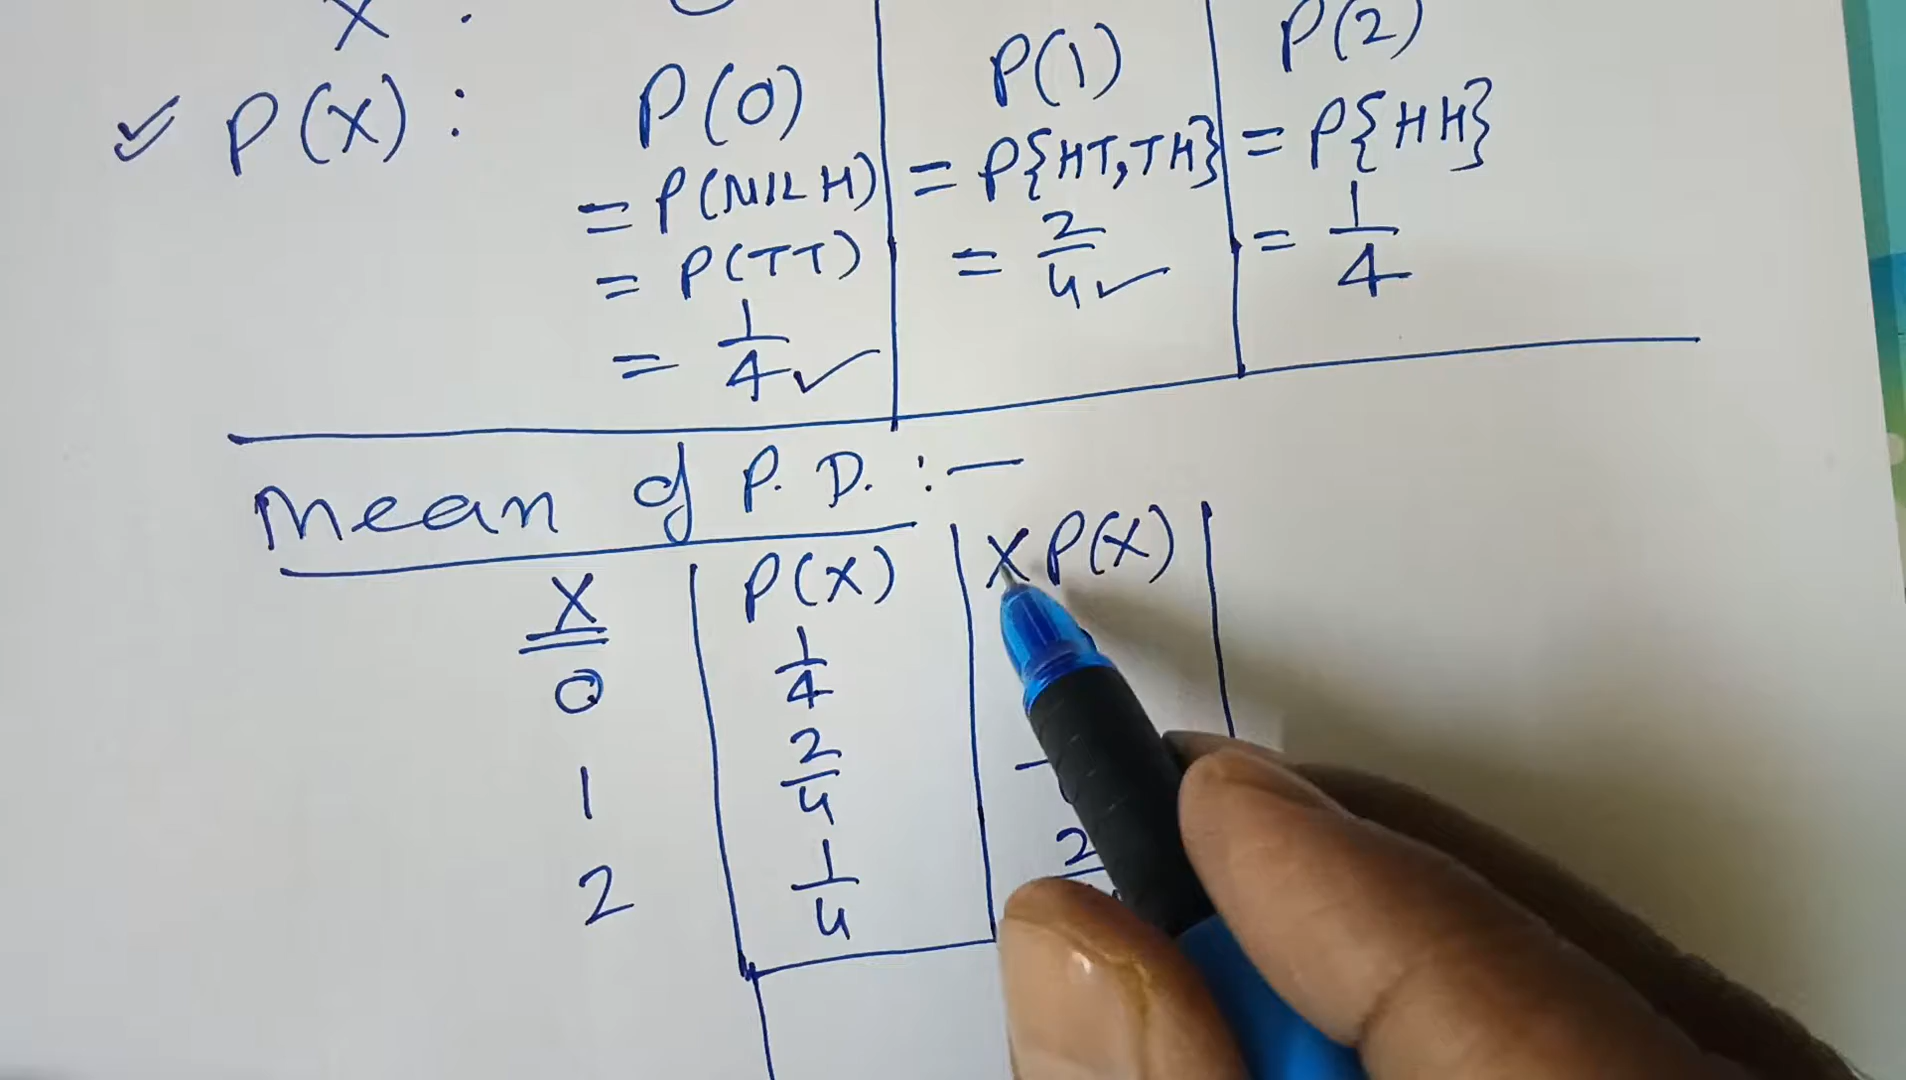 X :
✓ P(X) : P(0) P(1) P(2)
= P(NIL H) = P{HT,TH} = P{HH}
= P(TT) = 2/4 ✓ = 1/4
= 1/4 ✓
Mean of P.D. :—
X P(X) XP(X)
0 1/4
1 2/4
2 1/4 2